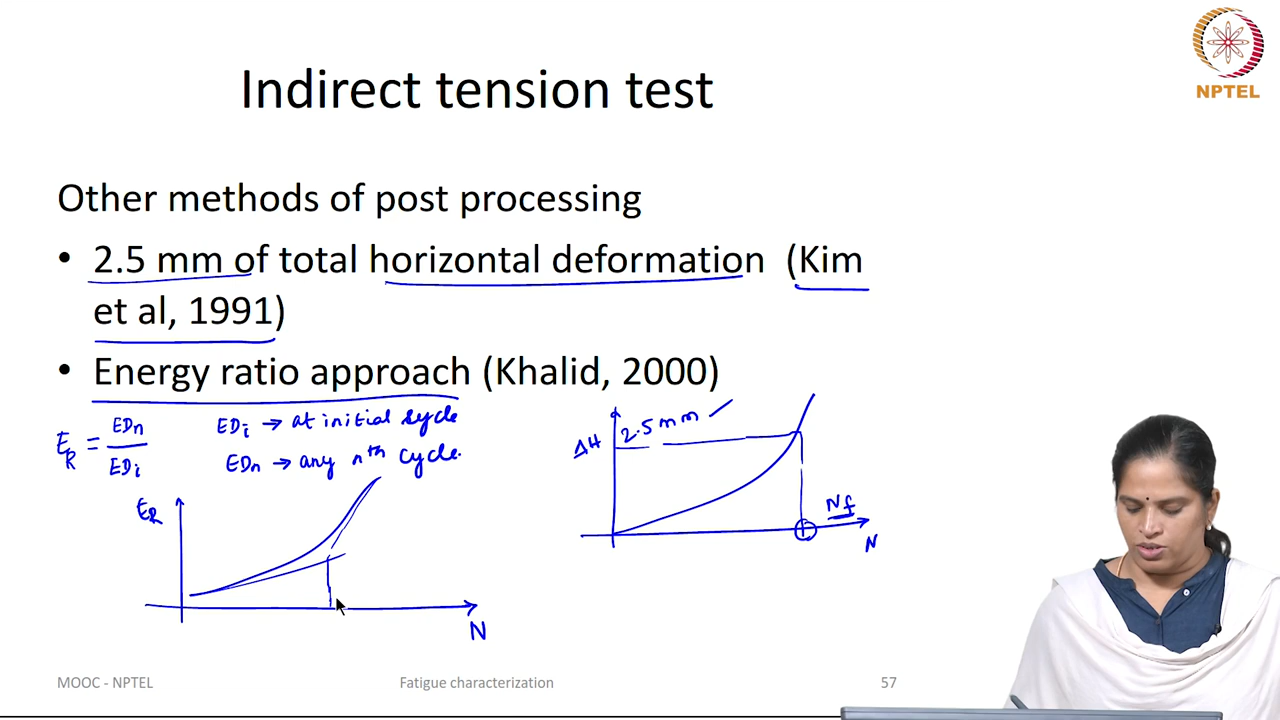 NPTEL
Indirect tension test
Other methods of post processing
• 2.5 mm of total horizontal deformation (Kim
et al, 1991)
• Energy ratio approach (Khalid, 2000)
E_R = EDn / EDi
EDi → at initial cycle
EDn → any nth cycle.
E_R
N
ΔH
2.5 mm
Nf
N
MOOC - NPTEL
Fatigue characterization
57